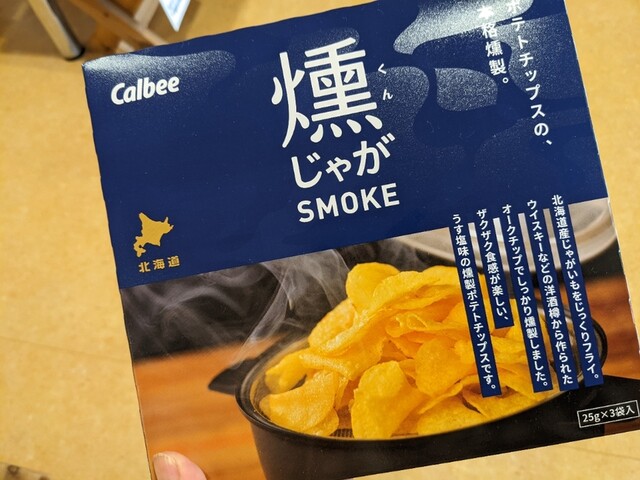 Calbee
ポテトチップスの、
本格燻製。
燻
くん
じゃが
SMOKE
北海道
北海道産じゃがいもをじっくりフライ。
ウイスキーなどの洋酒樽から作られた
オークチップでしっかり燻製しました。
ザクザク食感が楽しい、
うす塩味の燻製ポテトチップスです。
25g×3袋入